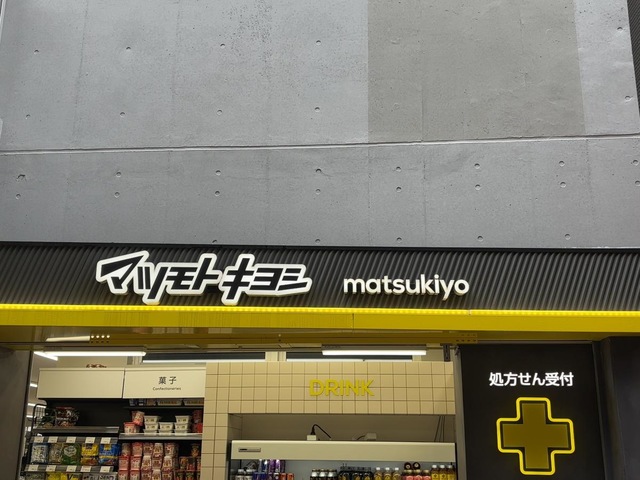 マツモトキヨシ matsukiyo
菓子
Confectioneries
DRINK
処方せん受付